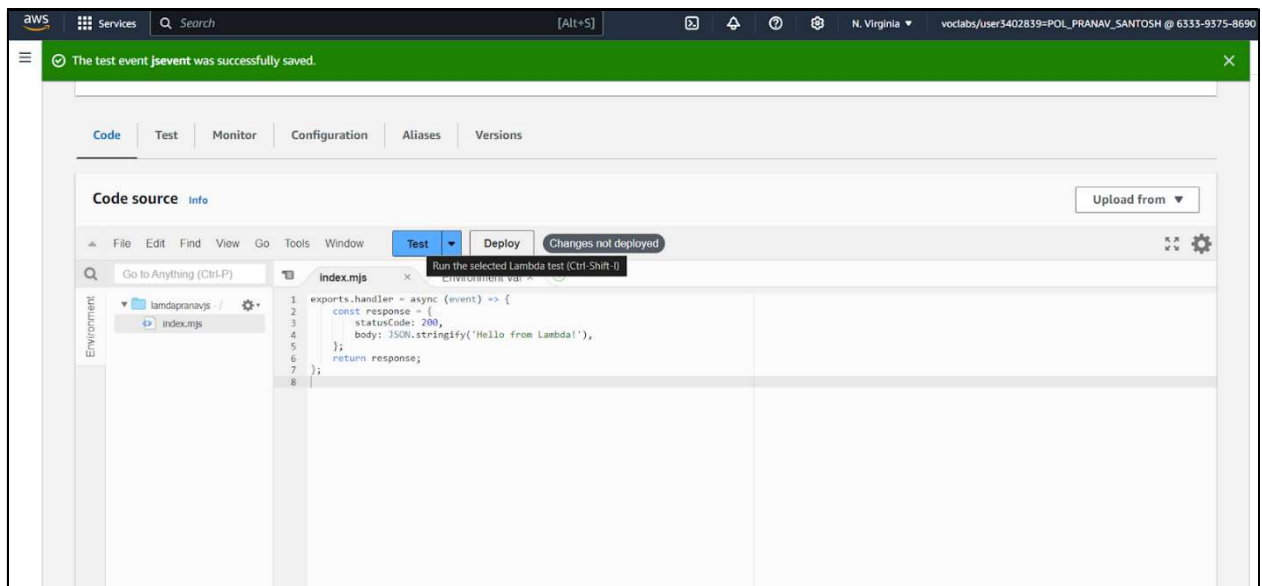 aws Services Search [Alt+S] N. Virginia ▼ voclabs/user3402839=POL_PRANAV_SANTOSH @ 6333-9375-8690
The test event jsevent was successfully saved.
Code Test Monitor Configuration Aliases Versions
Code source Info Upload from ▼
File Edit Find View Go Tools Window Test Deploy Changes not deployed
Run the selected Lambda test (Ctrl-Shift-I)
Go to Anything (Ctrl-P) index.mjs × Environment Var ×
Environment
lamdapranavjs /
index.mjs
1 exports.handler = async (event) => {
2     const response = {
3         statusCode: 200,
4         body: JSON.stringify('Hello from Lambda!'),
5     };
6     return response;
7 };
8